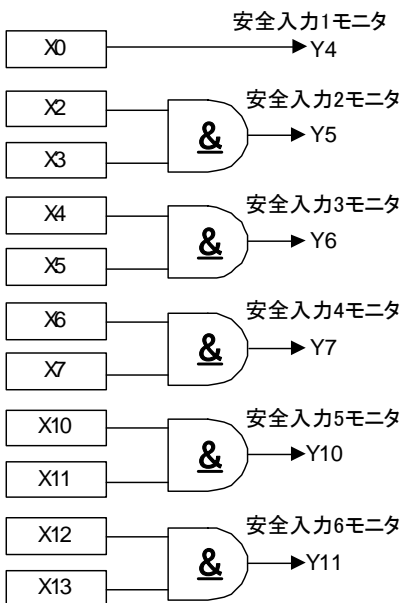 安全入力1モニタ
X0
Y4
安全入力2モニタ
X2
&
Y5
X3
安全入力3モニタ
X4
&
Y6
X5
安全入力4モニタ
X6
&
Y7
X7
安全入力5モニタ
X10
&
Y10
X11
安全入力6モニタ
X12
&
Y11
X13